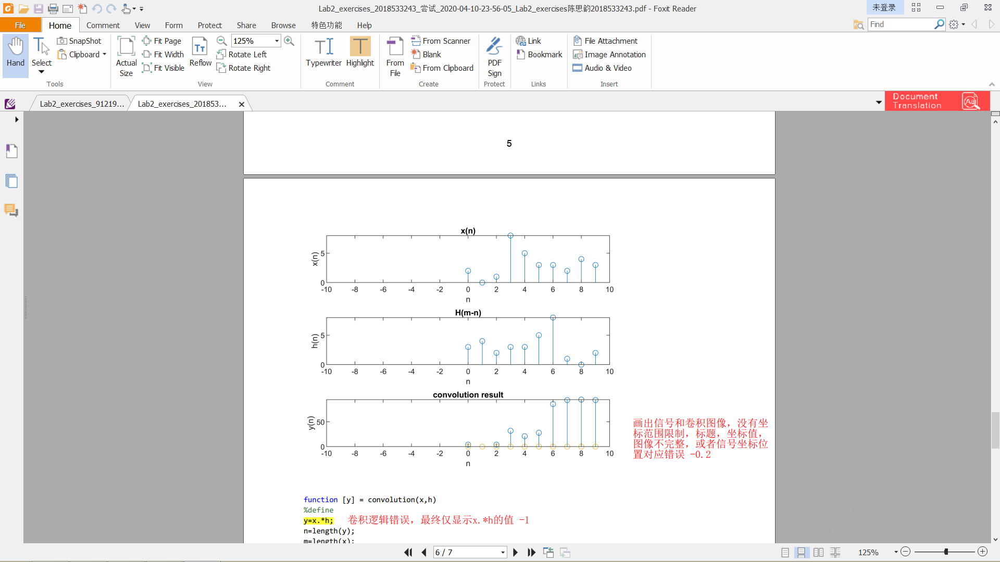 Lab2_exercises_2018533243_尝试_2020-04-10-23-56-05_Lab2_exercises陈思韵2018533243.pdf - Foxit Reader
未登录
File
Home
Comment
View
Form
Protect
Share
Browse
特色功能
Help
Find
Hand
Select
SnapShot
Clipboard
Tools
Actual
Size
Fit Page
Fit Width
Fit Visible
Reflow
125%
Rotate Left
Rotate Right
View
Typewriter
Highlight
Comment
From
File
From Scanner
Blank
From Clipboard
Create
PDF
Sign
Protect
Link
Bookmark
Links
File Attachment
Image Annotation
Audio & Video
Insert
Lab2_exercises_91219...
Lab2_exercises_201853...
Document
Translation
5
x(n)
x(n)
5
0
-10 -8 -6 -4 -2 0 2 4 6 8 10
n
H(m-n)
h(n)
5
0
-10 -8 -6 -4 -2 0 2 4 6 8 10
n
convolution result
y(n)
50
0
-10 -8 -6 -4 -2 0 2 4 6 8 10
n
画出信号和卷积图像，没有坐
标范围限制，标题，坐标值，
图像不完整，或者信号坐标位
置对应错误 -0.2
function [y] = convolution(x,h)
%define
y=x.*h; 卷积逻辑错误，最终仅显示x.*h的值 -1
n=length(y);
m=length(x);
6 / 7
125%